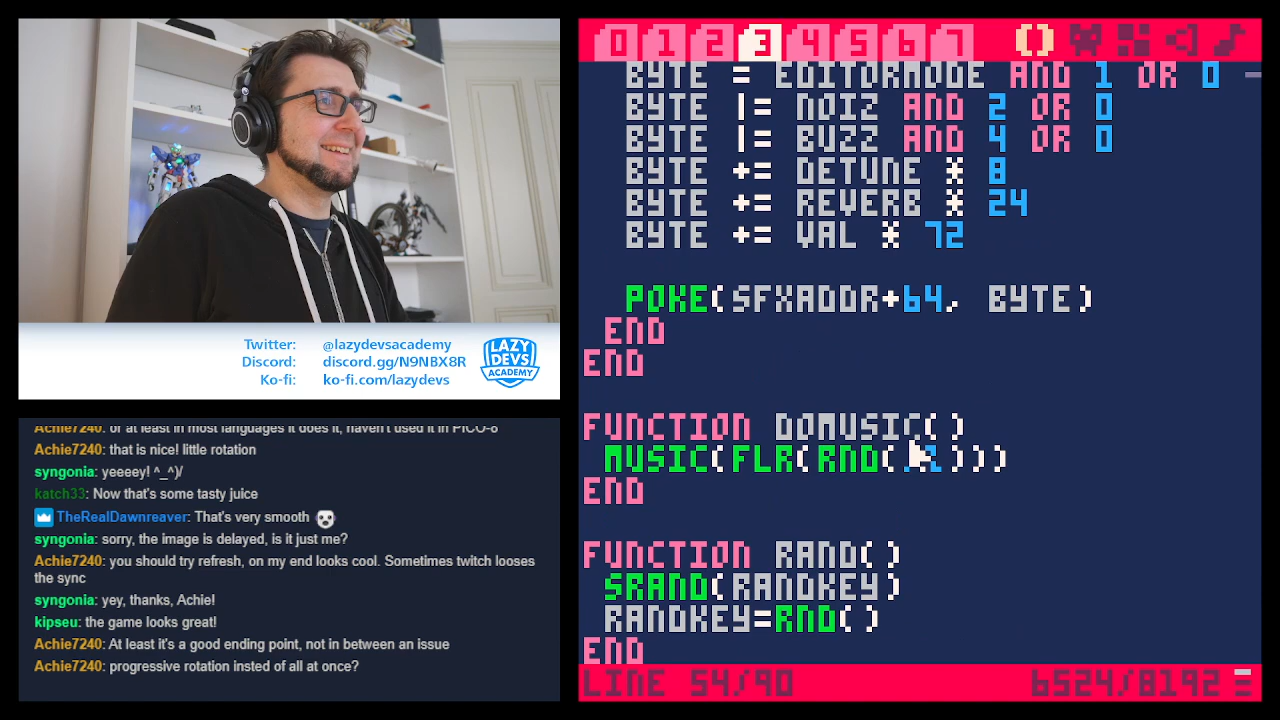 Twitter: @lazydevsacademy
Discord: discord.gg/N9NBX8R
Ko-fi: ko-fi.com/lazydevs
LAZY
DEVS
ACADEMY
Achie7240: or at least in most languages it does it, haven't used it in PICO-8
Achie7240: that is nice! little rotation
syngonia: yeeeey! ^_^)/
katch33: Now that's some tasty juice
TheRealDawnreaver: That's very smooth
syngonia: sorry, the image is delayed, is it just me?
Achie7240: you should try refresh, on my end looks cool. Sometimes twitch looses
the sync
syngonia: yey, thanks, Achie!
kipseu: the game looks great!
Achie7240: At least it's a good ending point, not in between an issue
Achie7240: progressive rotation insted of all at once?
0 1 2 3 4 5 6 7 ()
BYTE = EDITORMODE AND 1 OR 0 -
BYTE |= NOIZ AND 2 OR 0
BYTE |= BUZZ AND 4 OR 0
BYTE += DETUNE * 8
BYTE += REVERB * 24
BYTE += VAL * 72
POKE(SFXADDR+64, BYTE)
END
END
FUNCTION DOMUSIC()
MUSIC(FLR(RND( )))
END
FUNCTION RAND()
SRAND(RANDKEY)
RANDKEY=RND()
END
LINE 54/90 6524/8192